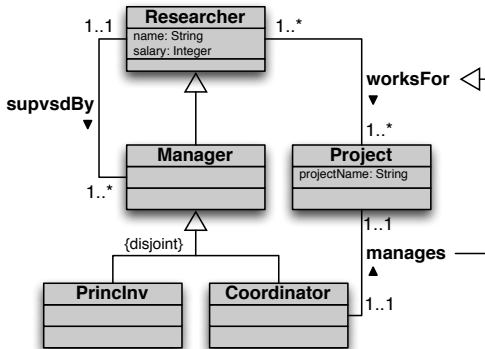 Researcher
name: String
salary: Integer
1..1
1..*
supvsdBy
▼
worksFor
▼
1..*
1..*
Manager
Project
projectName: String
{disjoint}
1..1
manages
▲
1..1
PrincInv
Coordinator